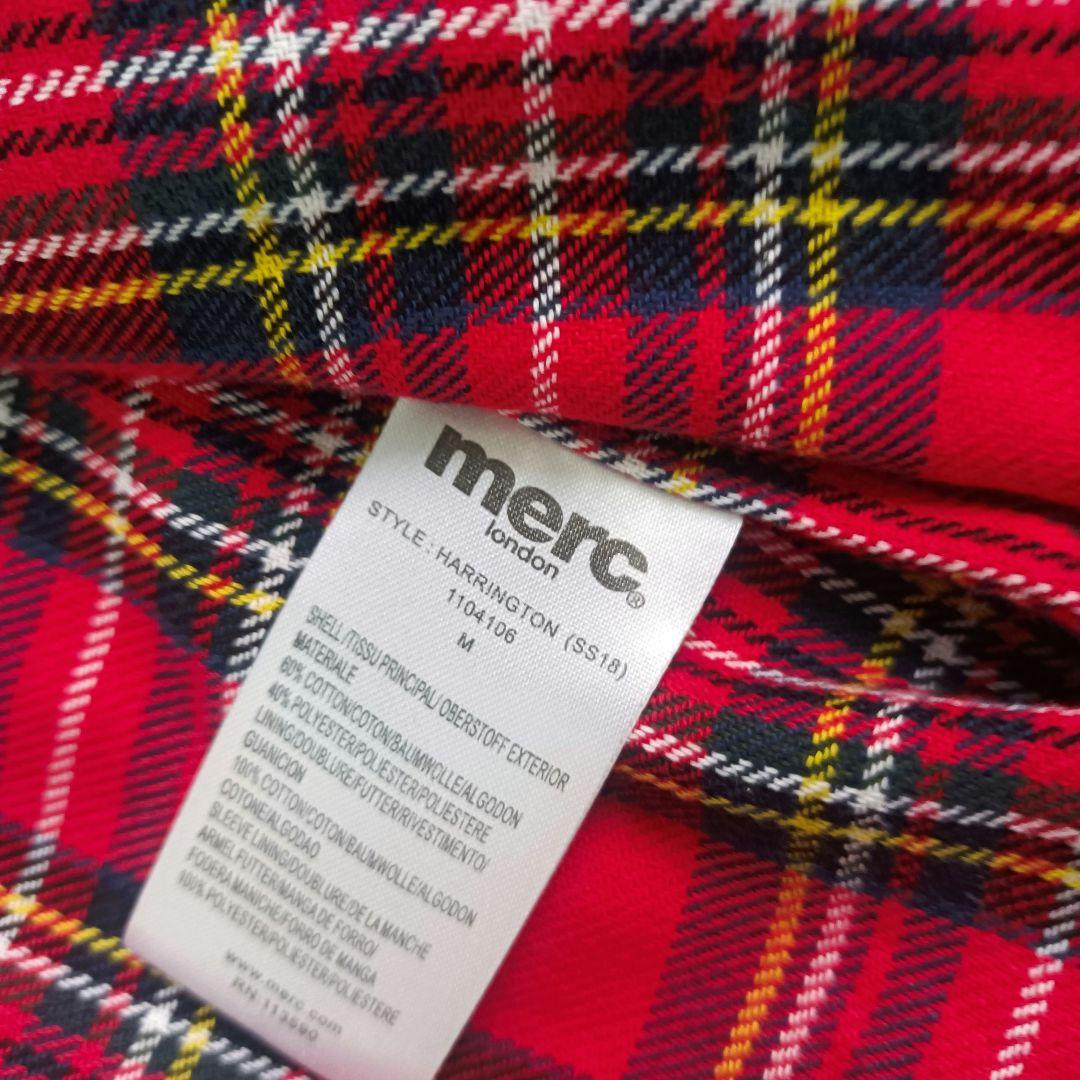 merc
london
®
STYLE : HARRINGTON (SS18)
1104106
M
SHELL/TISSU PRINCIPAL/ OBERSTOFF EXTERIOR
MATERIALE
60% COTTON/COTON/BAUMWOLLE/ALGODON
40% POLYESTER/POLIESTER/POLIESTERE
LINING/DOUBLURE/FUTTER/RIVESTIMENTO/
GUANICION
100% COTTON/COTON/BAUMWOLLE/ALGODON
COTONE/ALGODAO
SLEEVE LINING/DOUBLURE/DE LA MANCHE
ARMEL FUTTER/MANGA DE FORRO/
FODERA MANICHE/FORRO DE MANGA
100% POLYESTER/POLIESTER/POLIESTERE
www.merc.com
RN 113590